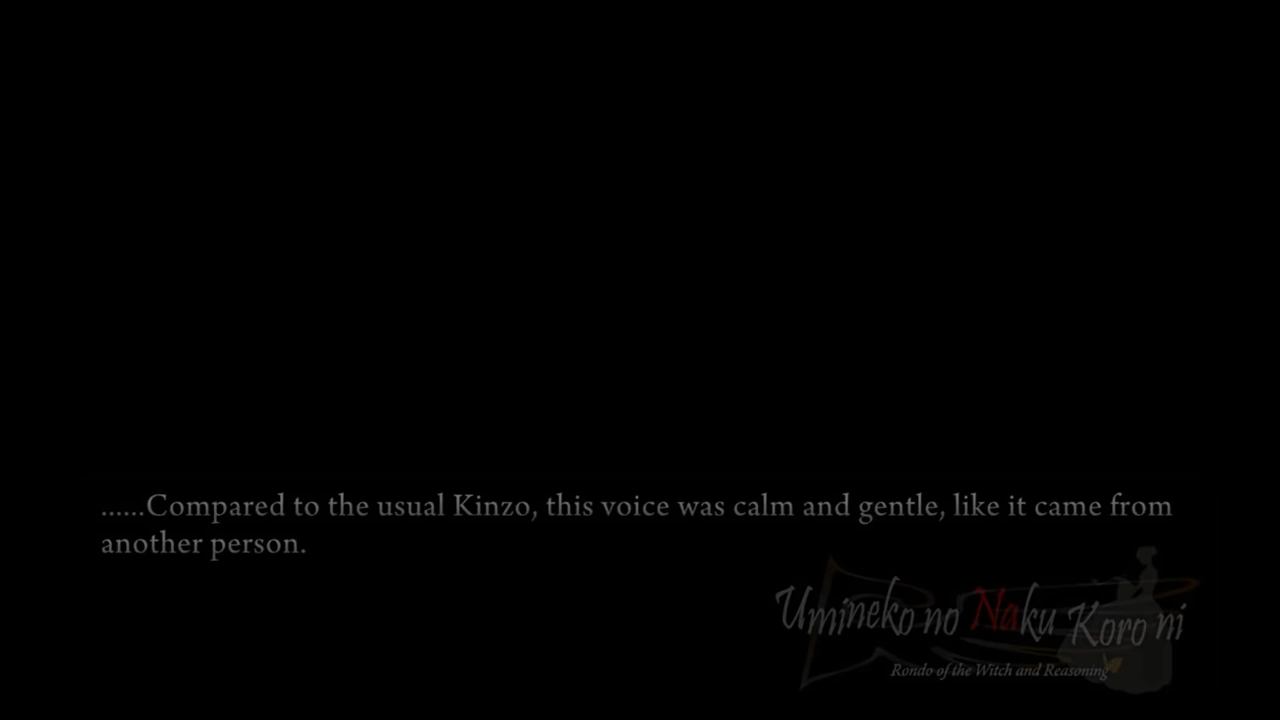 ......Compared to the usual Kinzo, this voice was calm and gentle, like it came from
another person.
Umineko no Naku Koro ni
Rondo of the Witch and Reasoning